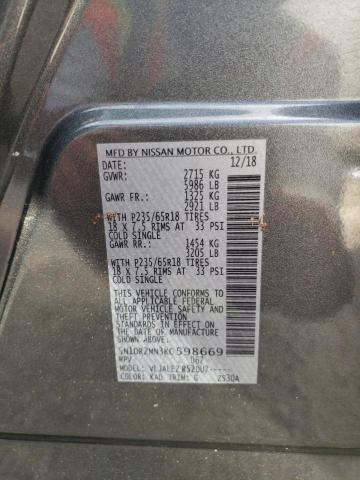 MFD BY NISSAN MOTOR CO., LTD.
DATE: 12/18
GVWR: 2715 KG
5986 LB
GAWR FR.: 1325 KG
2921 LB
WITH P235/65R18 TIRES
18 X 7.5 RIMS AT 33 PSI
COLD SINGLE
GAWR RR.: 1454 KG
3205 LB
WITH P235/65R18 TIRES
18 X 7.5 RIMS AT 33 PSI
COLD SINGLE
THIS VEHICLE CONFORMS TO
ALL APPLICABLE FEDERAL
MOTOR VEHICLE SAFETY
STANDARDS IN EFFECT ON
THE DATE OF MANUFACTURE
SHOWN ABOVE.
5N1DR2MN3KC598669
MPV 067
COLOR: KAD TRIM: G 2S30A